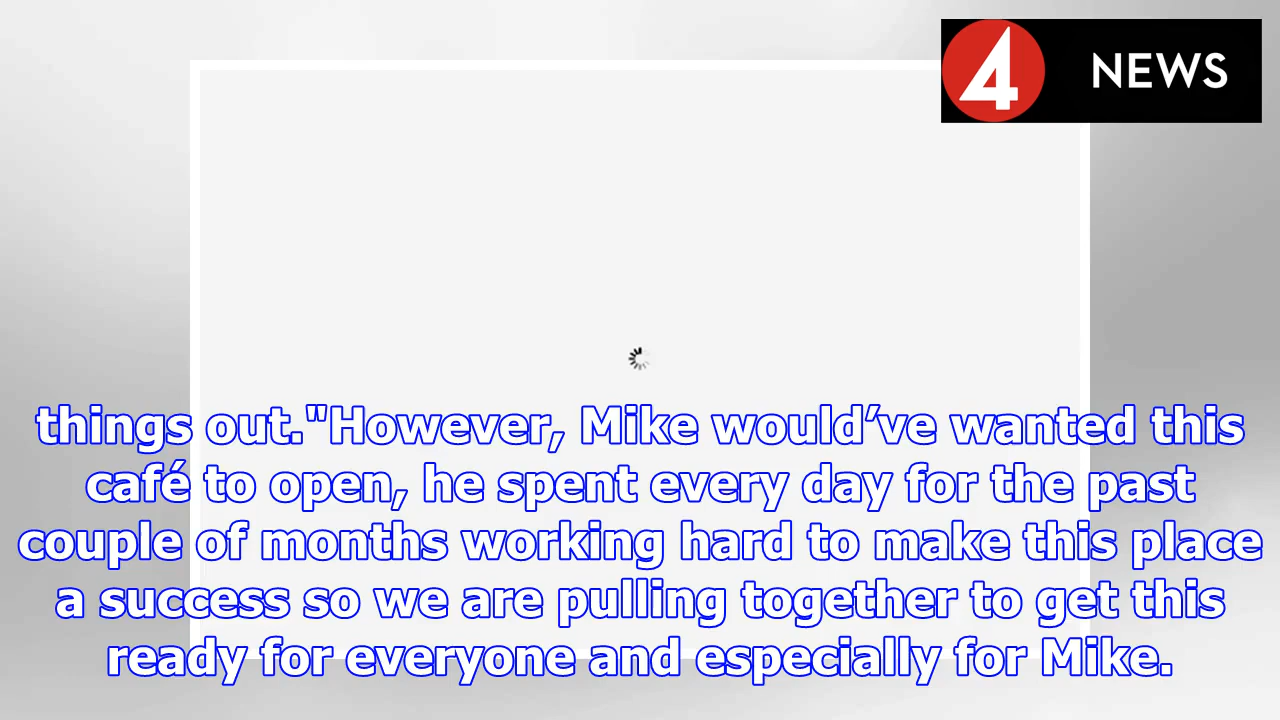 4 NEWS
things out."However, Mike would’ve wanted this
café to open, he spent every day for the past
couple of months working hard to make this place
a success so we are pulling together to get this
ready for everyone and especially for Mike.